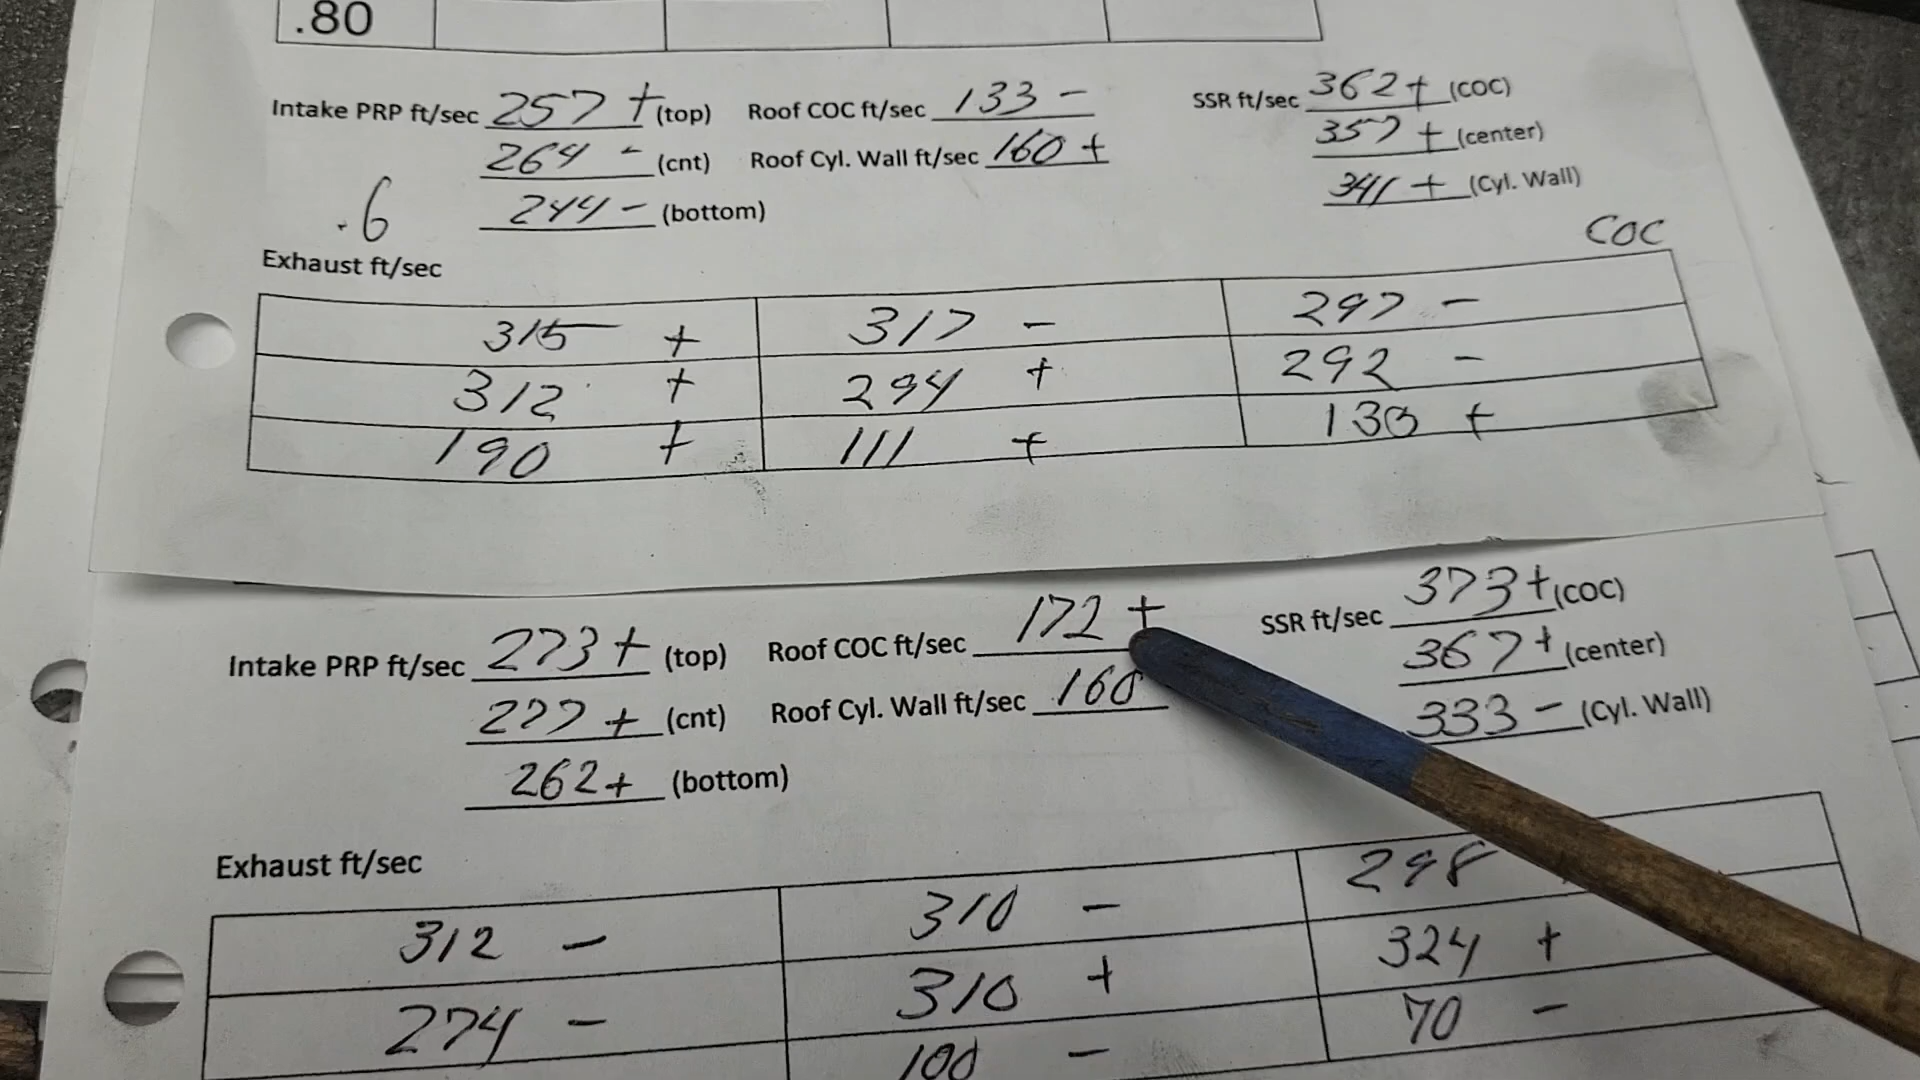 .80
Intake PRP ft/sec 257 + (top) Roof COC ft/sec 133 - SSR ft/sec 362 + (COC)
264 - (cnt) Roof Cyl. Wall ft/sec 160 + 357 + (center)
244 - (bottom) 341 + (Cyl. Wall)
.6 COC
Exhaust ft/sec
315 + 317 - 297 -
312 + 294 + 292 -
190 + 111 + +
Intake PRP ft/sec 273 + (top) Roof COC ft/sec 172 + SSR ft/sec 373 + (COC)
277 + (cnt) Roof Cyl. Wall ft/sec 160 367 + (center)
262 + (bottom) 333 - (Cyl. Wall)
Exhaust ft/sec
312 - 310 - 298
274 - 310 + 324 +
100 - 70 -